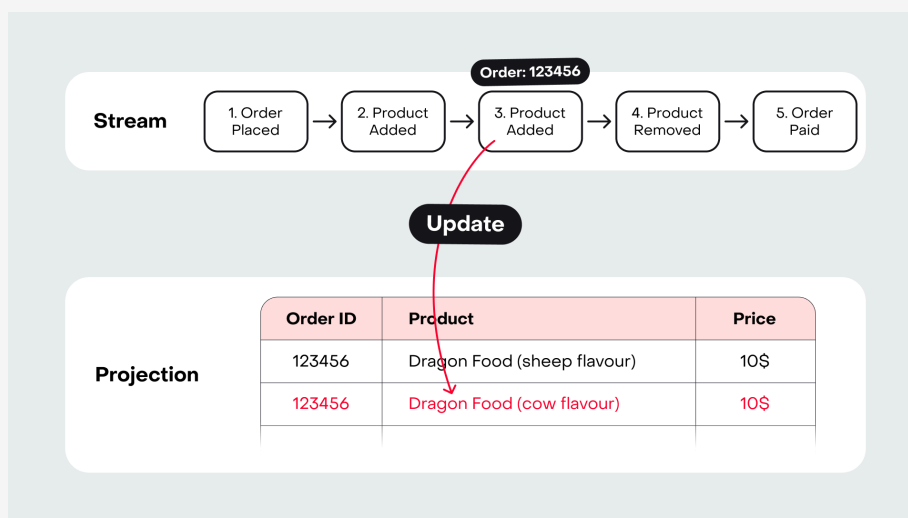 Order: 123456
Stream
1. Order
Placed
2. Product
Added
3. Product
Added
4. Product
Removed
5. Order
Paid
Update
Projection
Order ID Product Price
123456 Dragon Food (sheep flavour) 10$
123456 Dragon Food (cow flavour) 10$